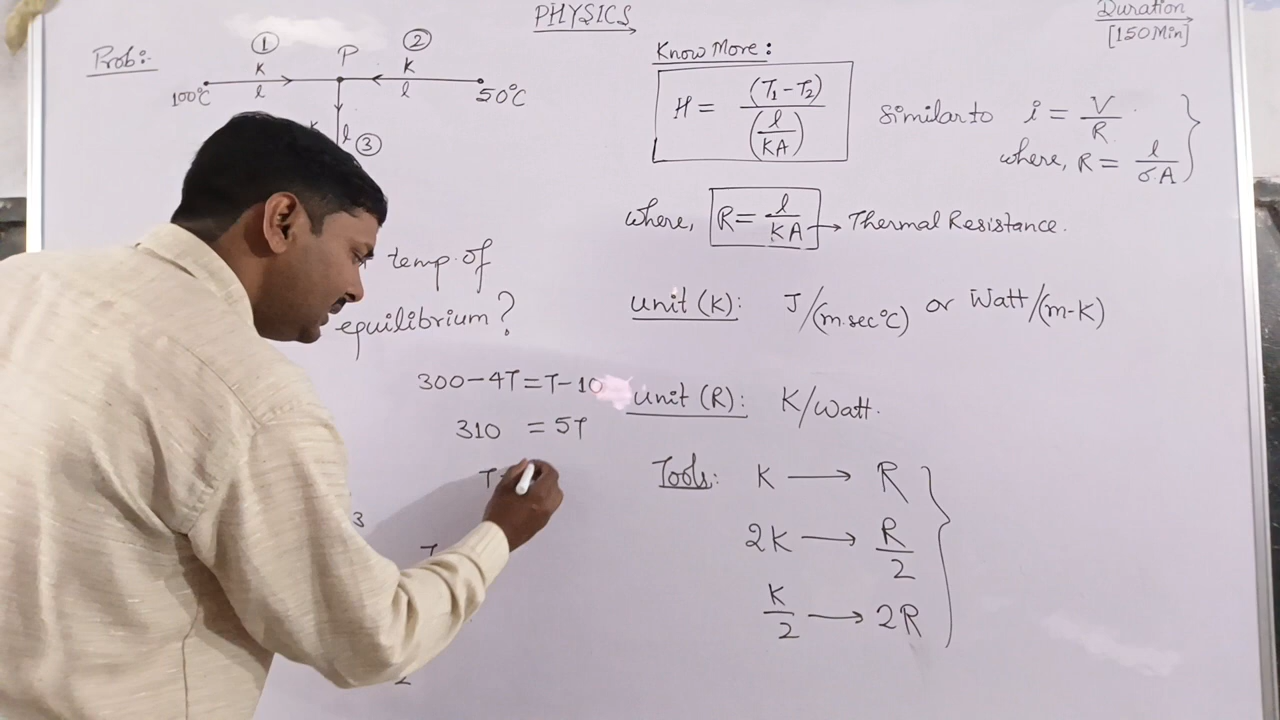 PHYSICS
Duration
[150 Min]
Prob:
① P ②
K K
100°C l l 50°C
l ③
temp. of
equilibrium?
300-4T=T-10
310 = 5T
T
3
Know More:
H = (T₁-T₂) / (l/KA)
Similar to i = V/R
where, R = l/σA
where, R = l/KA → Thermal Resistance.
unit (K): J/(m.sec°C) or Watt/(m-K)
unit (R): K/Watt.
Tools: K → R
2K → R/2
K/2 → 2R